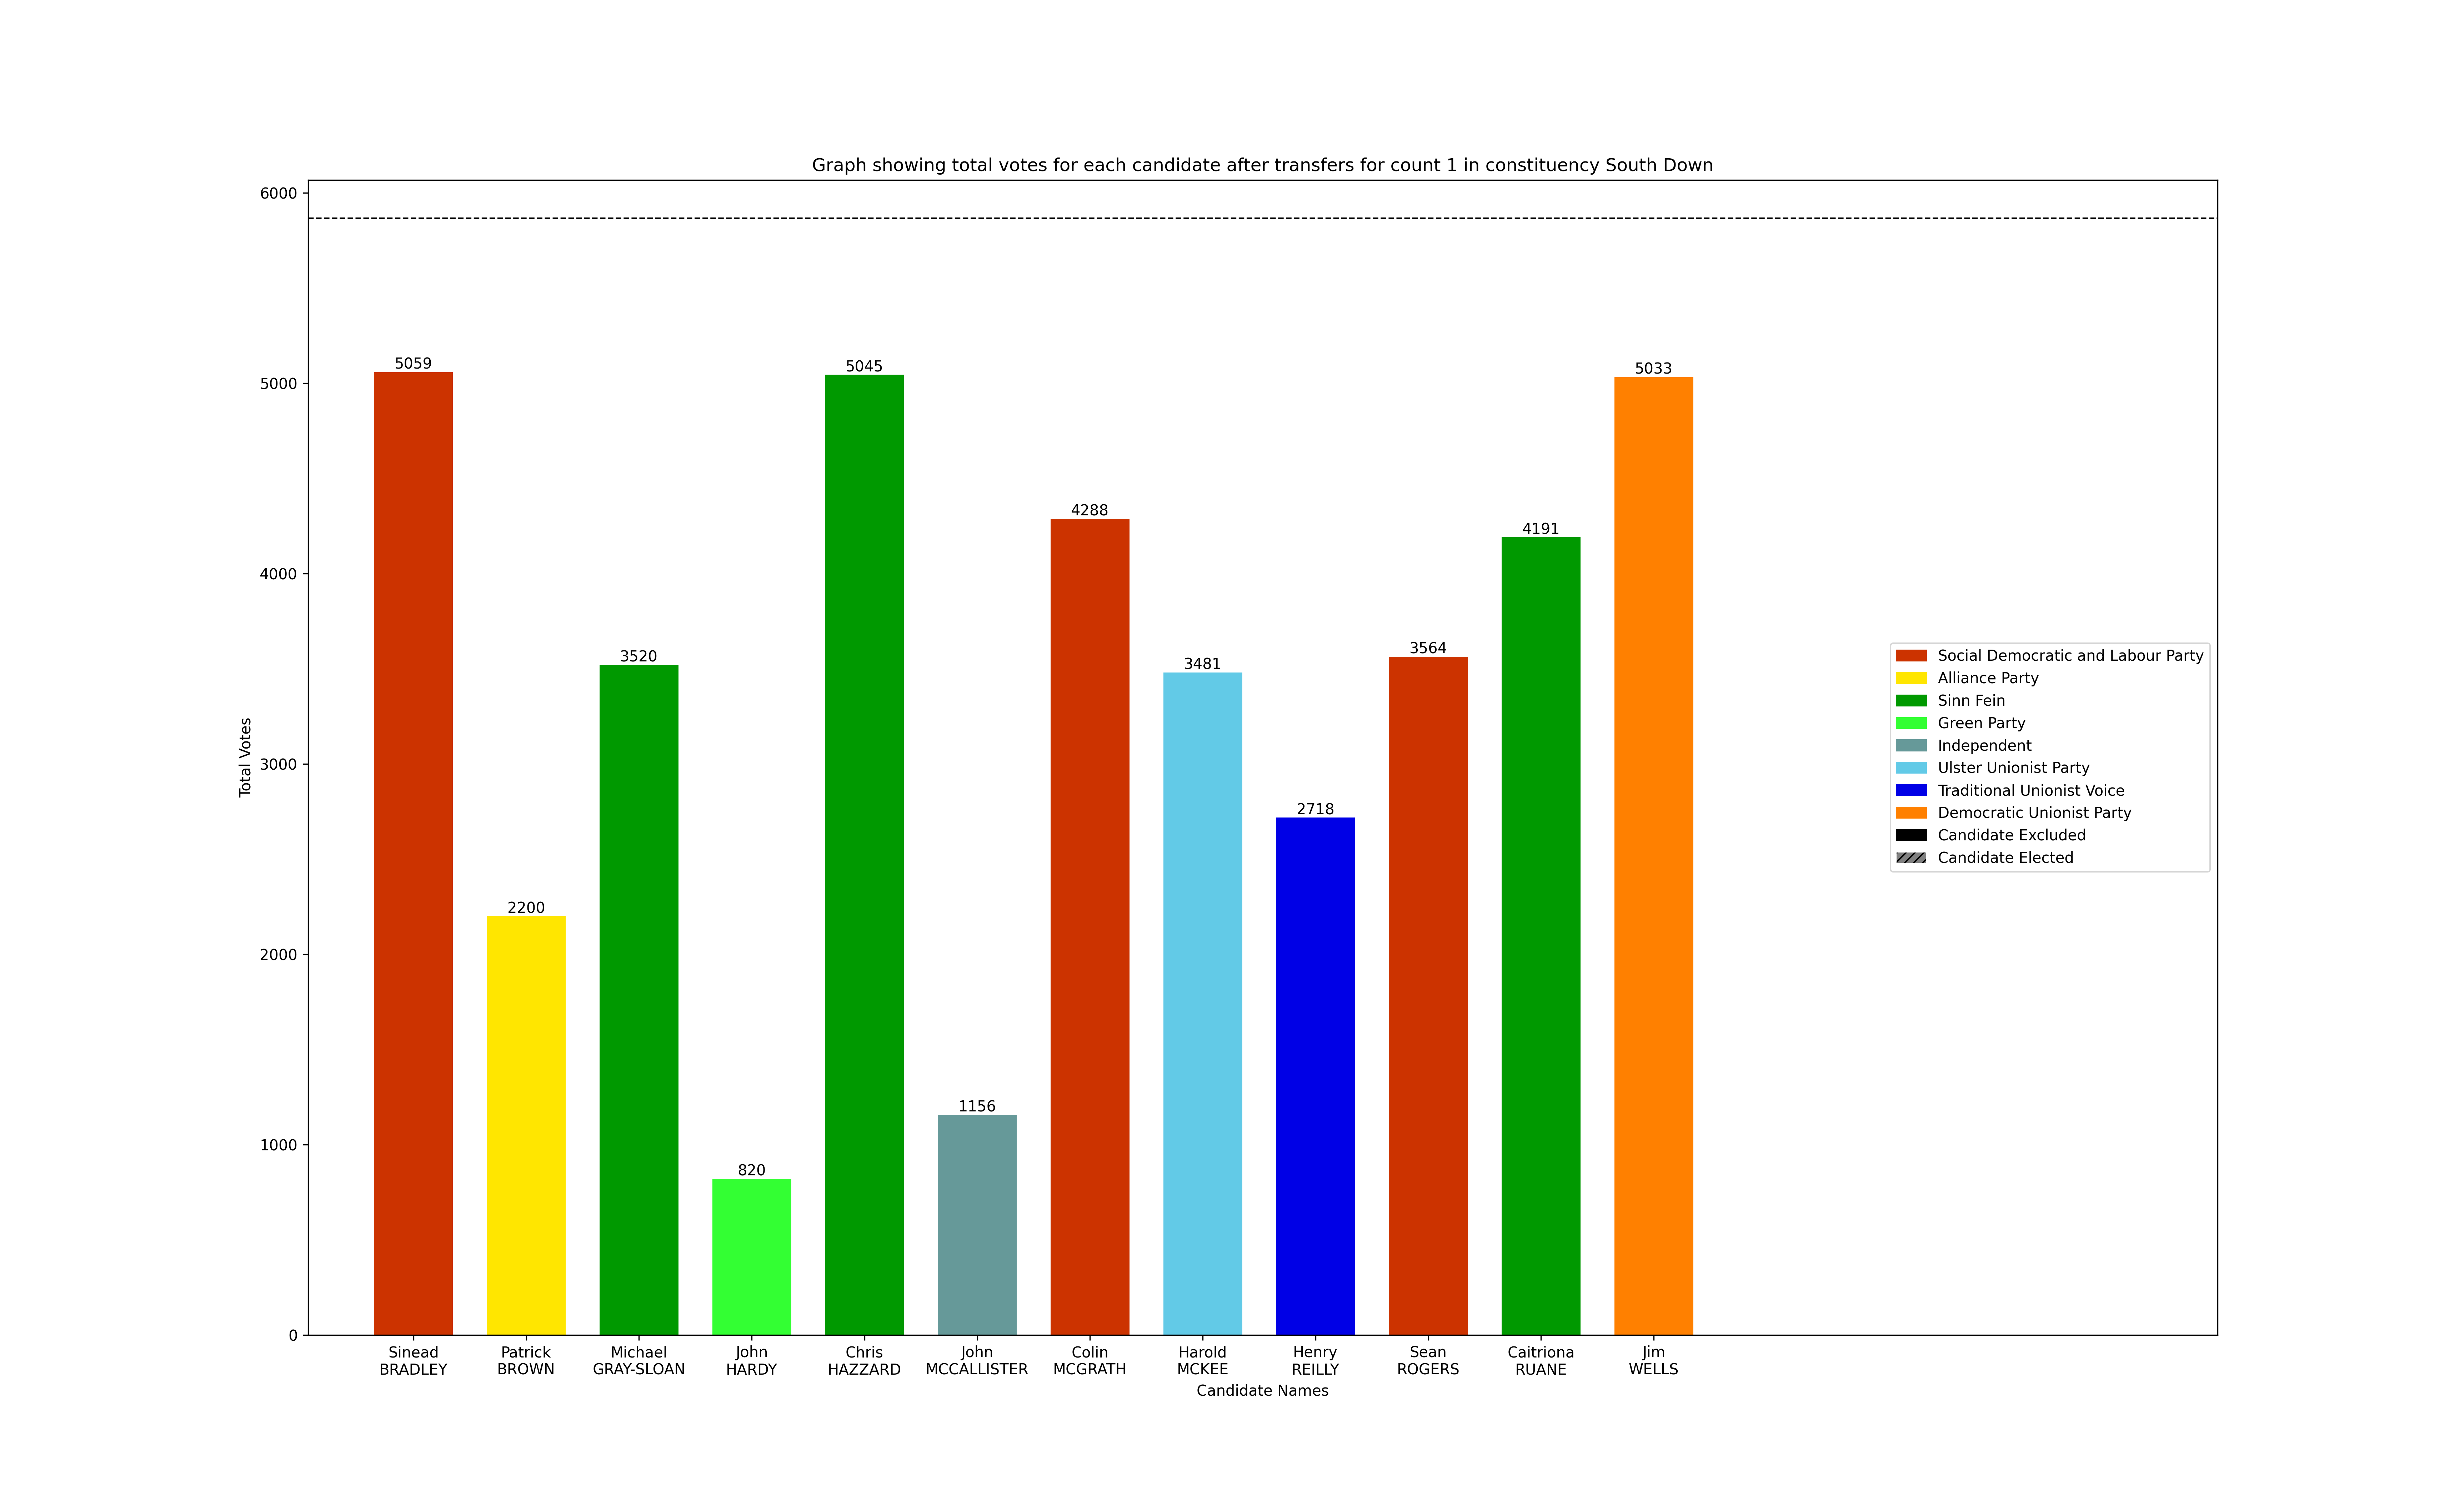 Graph showing total votes for each candidate after transfers for count 1 in constituency South Down
6000
5000
4000
3000
2000
1000
0
Total Votes
5059
2200
3520
820
5045
1156
4288
3481
2718
3564
4191
5033
Sinead
BRADLEY
Patrick
BROWN
Michael
GRAY-SLOAN
John
HARDY
Chris
HAZZARD
John
MCCALLISTER
Colin
MCGRATH
Harold
MCKEE
Henry
REILLY
Sean
ROGERS
Caitriona
RUANE
Jim
WELLS
Candidate Names
Social Democratic and Labour Party
Alliance Party
Sinn Fein
Green Party
Independent
Ulster Unionist Party
Traditional Unionist Voice
Democratic Unionist Party
Candidate Excluded
Candidate Elected